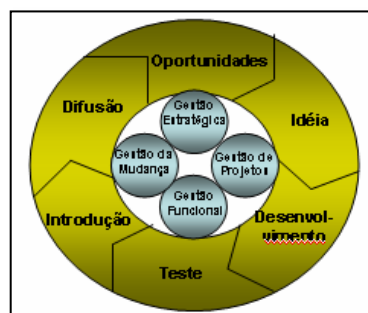 Oportunidades
Idéia
Desenvol-
vimento
Teste
Introdução
Difusão
Gestão
Estratégica
Gestão de
Projetos
Gestão
Funcional
Gestão da
Mudança